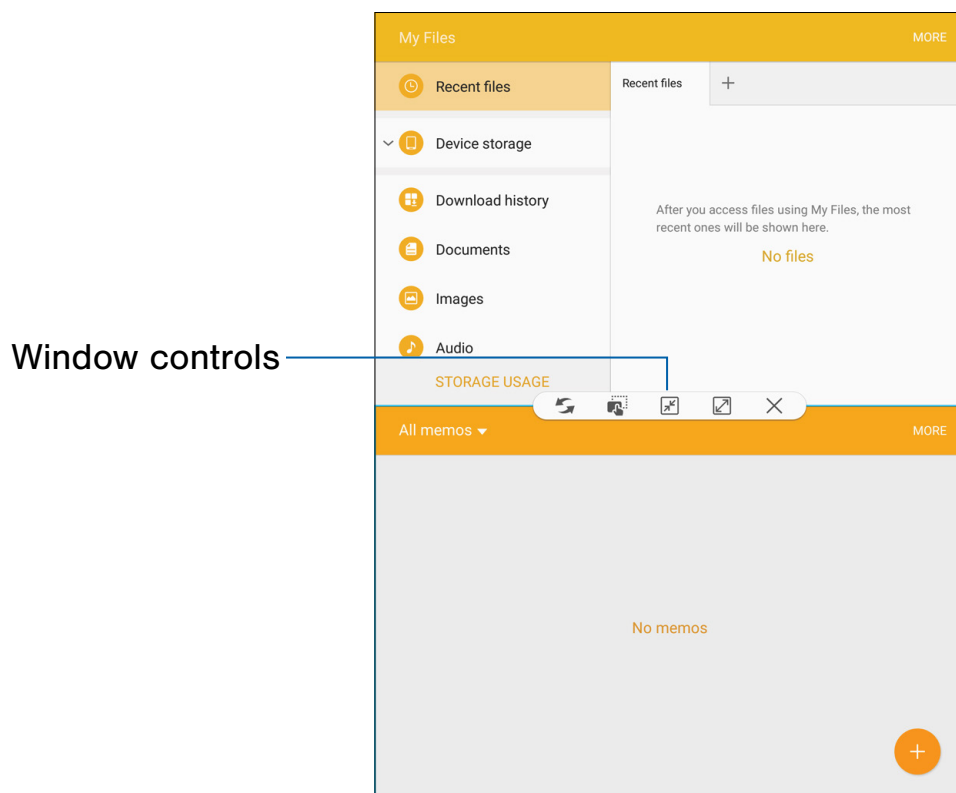 My Files
MORE
Recent files
Recent files
Device storage
Download history
After you access files using My Files, the most
recent ones will be shown here.
Documents
No files
Images
Window controls
Audio
STORAGE USAGE
All memos
MORE
No memos